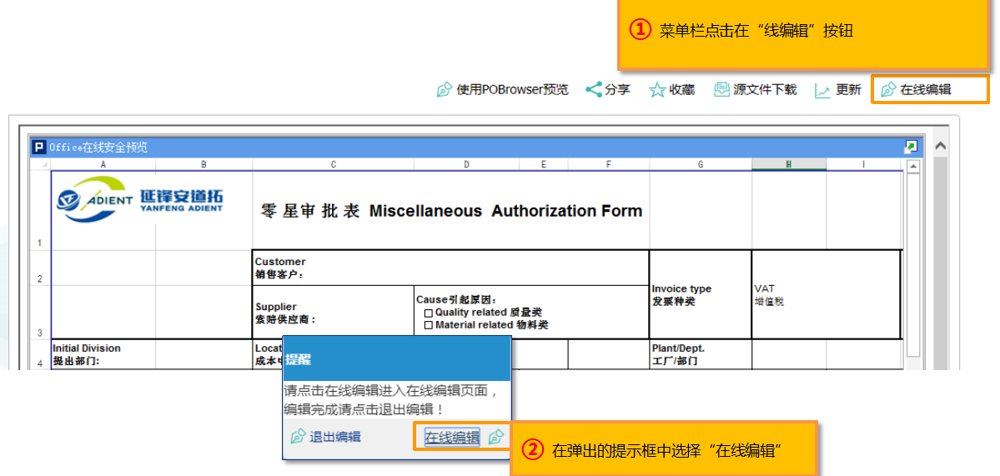 ① 菜单栏点击在“线编辑”按钮
使用POBrowser预览 分享 收藏 源文件下载 更新 在线编辑
P Office在线安全预览
A B C D E F G H I
ADIENT 延锋安道拓
YANFENG ADIENT
零星审批表 Miscellaneous Authorization Form
1
Customer
销售客户：
2
Invoice type VAT
发票种类 增值税
Supplier
索赔供应商：
Cause引起原因：
Quality related 质量类
Material related 物料类
3
Initial Division
提出部门：
Locat
成本中
Plant/Dept.
工厂/部门
4
提醒
请点击在线编辑进入在线编辑页面，
编辑完成请点击退出编辑！
退出编辑 在线编辑
② 在弹出的提示框中选择“在线编辑”